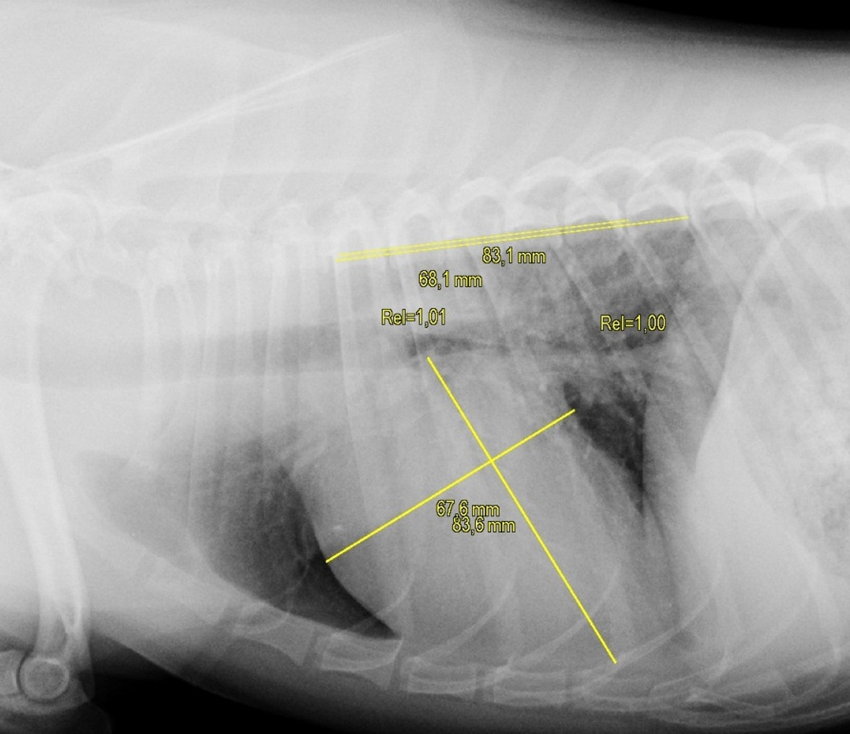 83,1 mm
68,1 mm
Rel=1,01
Rel=1,00
67,6 mm
83,6 mm